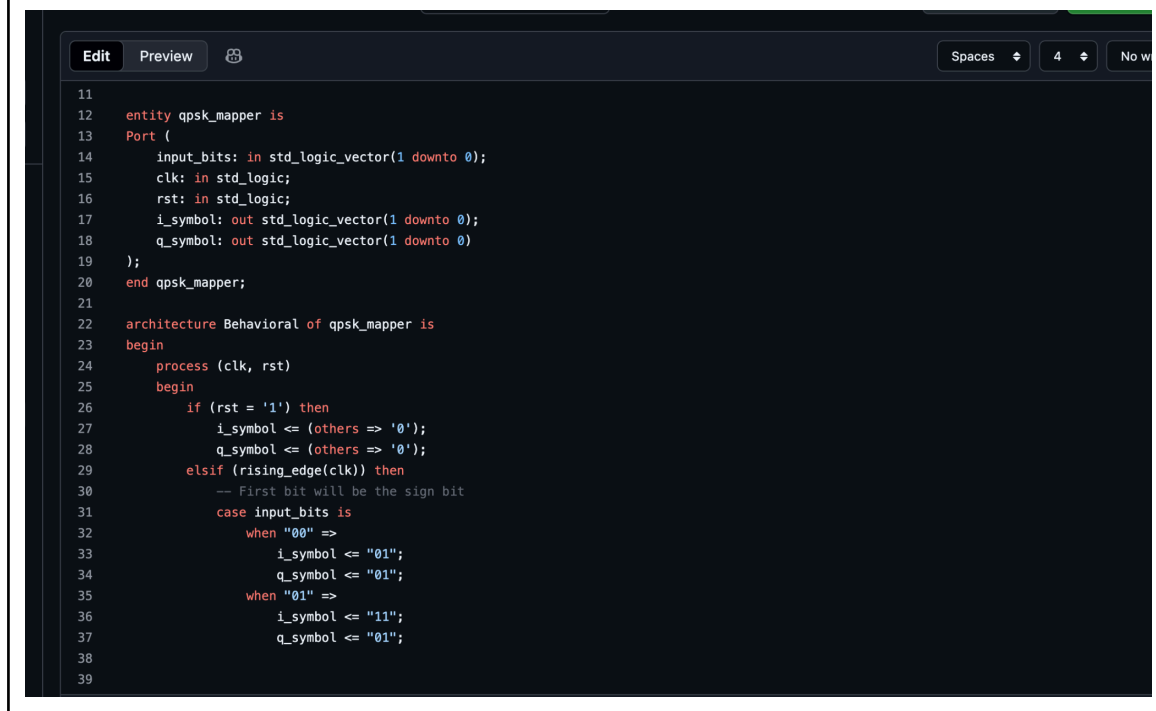 Edit Preview Spaces 4
11
12 entity qpsk_mapper is
13 Port (
14     input_bits: in std_logic_vector(1 downto 0);
15     clk: in std_logic;
16     rst: in std_logic;
17     i_symbol: out std_logic_vector(1 downto 0);
18     q_symbol: out std_logic_vector(1 downto 0)
19 );
20 end qpsk_mapper;
21
22 architecture Behavioral of qpsk_mapper is
23 begin
24     process (clk, rst)
25     begin
26         if (rst = '1') then
27             i_symbol <= (others => '0');
28             q_symbol <= (others => '0');
29         elsif (rising_edge(clk)) then
30             -- First bit will be the sign bit
31             case input_bits is
32                 when "00" =>
33                     i_symbol <= "01";
34                     q_symbol <= "01";
35                 when "01" =>
36                     i_symbol <= "11";
37                     q_symbol <= "01";
38
39